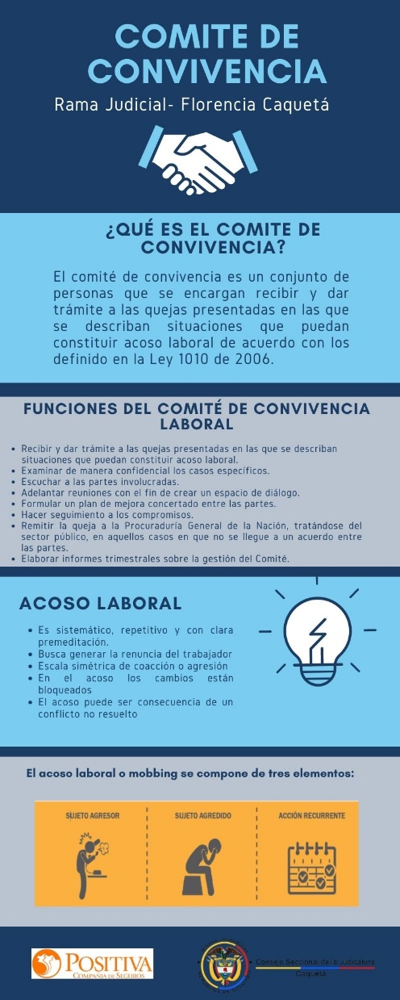 COMITE DE
CONVIVENCIA
Rama Judicial- Florencia Caquetá
¿QUÉ ES EL COMITE DE
CONVIVENCIA?
El comité de convivencia es un conjunto de
personas que se encargan recibir y dar
trámite a las quejas presentadas en las que
se describan situaciones que puedan
constituir acoso laboral de acuerdo con los
definido en la Ley 1010 de 2006.
FUNCIONES DEL COMITÉ DE CONVIVENCIA
LABORAL
• Recibir y dar trámite a las quejas presentadas en las que se describan
situaciones que puedan constituir acoso laboral.
• Examinar de manera confidencial los casos específicos.
• Escuchar a las partes involucradas.
• Adelantar reuniones con el fin de crear un espacio de diálogo.
• Formular un plan de mejora concertado entre las partes.
• Hacer seguimiento a los compromisos.
• Remitir la queja a la Procuraduría General de la Nación, tratándose del
sector público, en aquellos casos en que no se llegue a un acuerdo entre
las partes.
• Elaborar informes trimestrales sobre la gestión del Comité.
ACOSO LABORAL
• Es sistemático, repetitivo y con clara
premeditación.
• Busca generar la renuncia del trabajador
• Escala simétrica de coacción o agresión
• En el acoso los cambios están
bloqueados
• El acoso puede ser consecuencia de un
conflicto no resuelto
El acoso laboral o mobbing se compone de tres elementos:
SUJETO AGRESOR
SUJETO AGREDIDO
ACCIÓN RECURRENTE
POSITIVA
COMPAÑIA DE SEGUROS
Consejo Seccional de la Judicatura
Caquetá